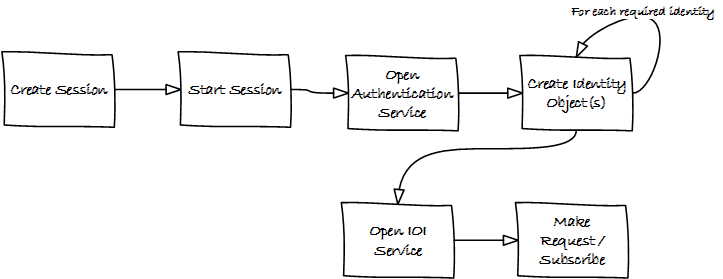 For each required identity
Create Session
Start Session
Open
Authentication
Service
Create Identity
Object(s)
Open IOI
Service
Make
Request /
Subscribe